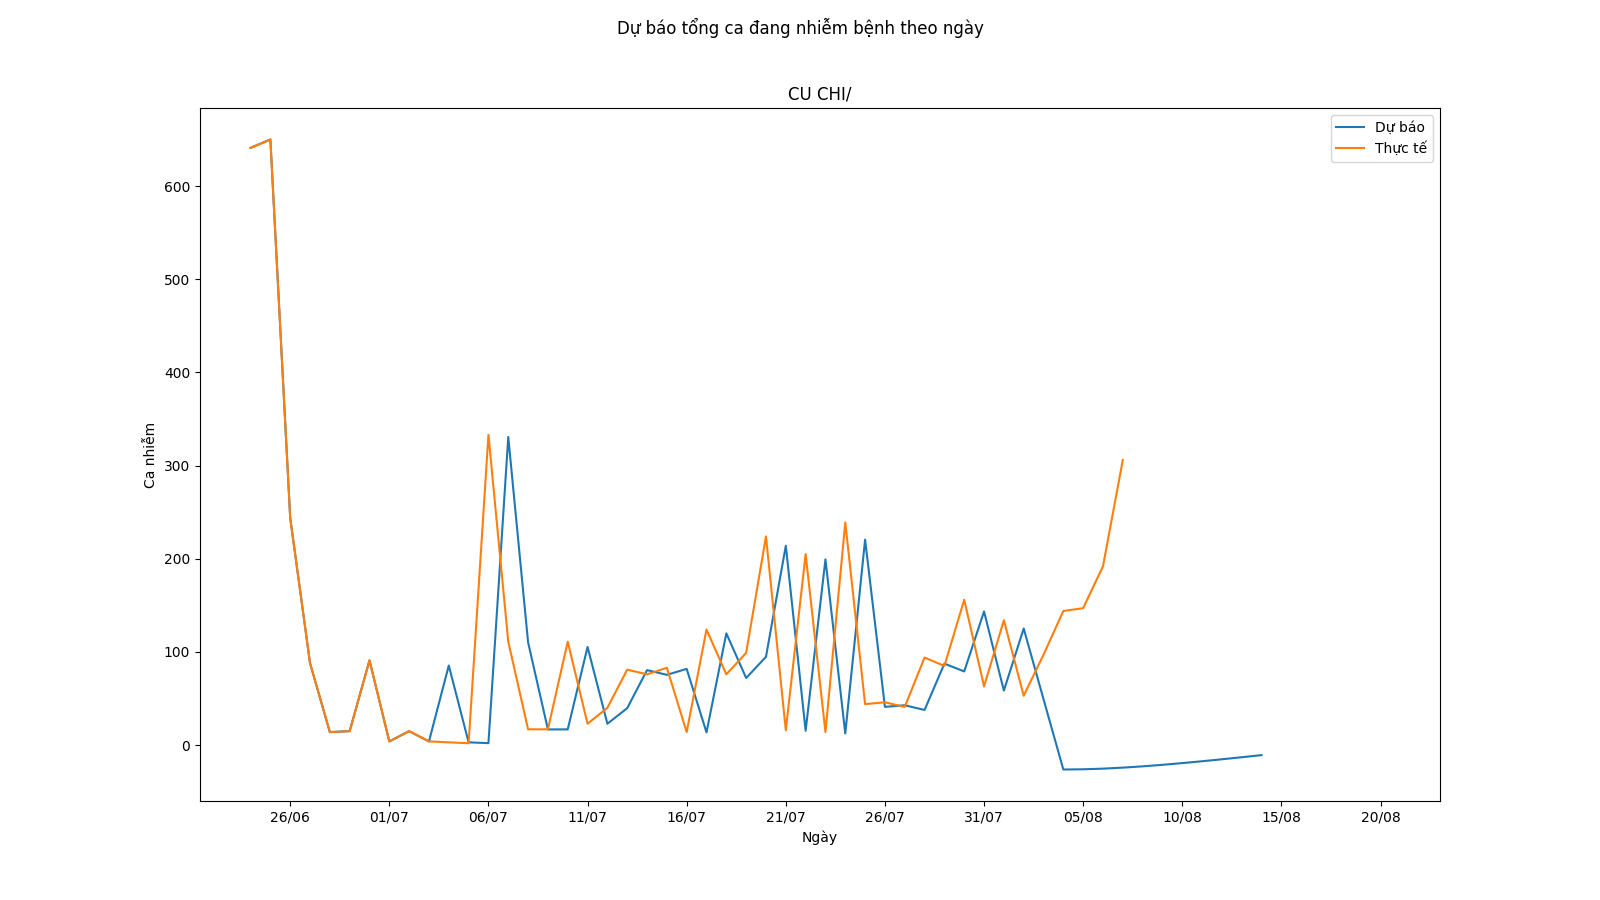 Dự báo tổng ca đang nhiễm bệnh theo ngày
CU CHI/
Dự báo
Thực tế
600
500
400
300
200
100
0
Ca nhiễm
26/06 01/07 06/07 11/07 16/07 21/07 26/07 31/07 05/08 10/08 15/08 20/08
Ngày